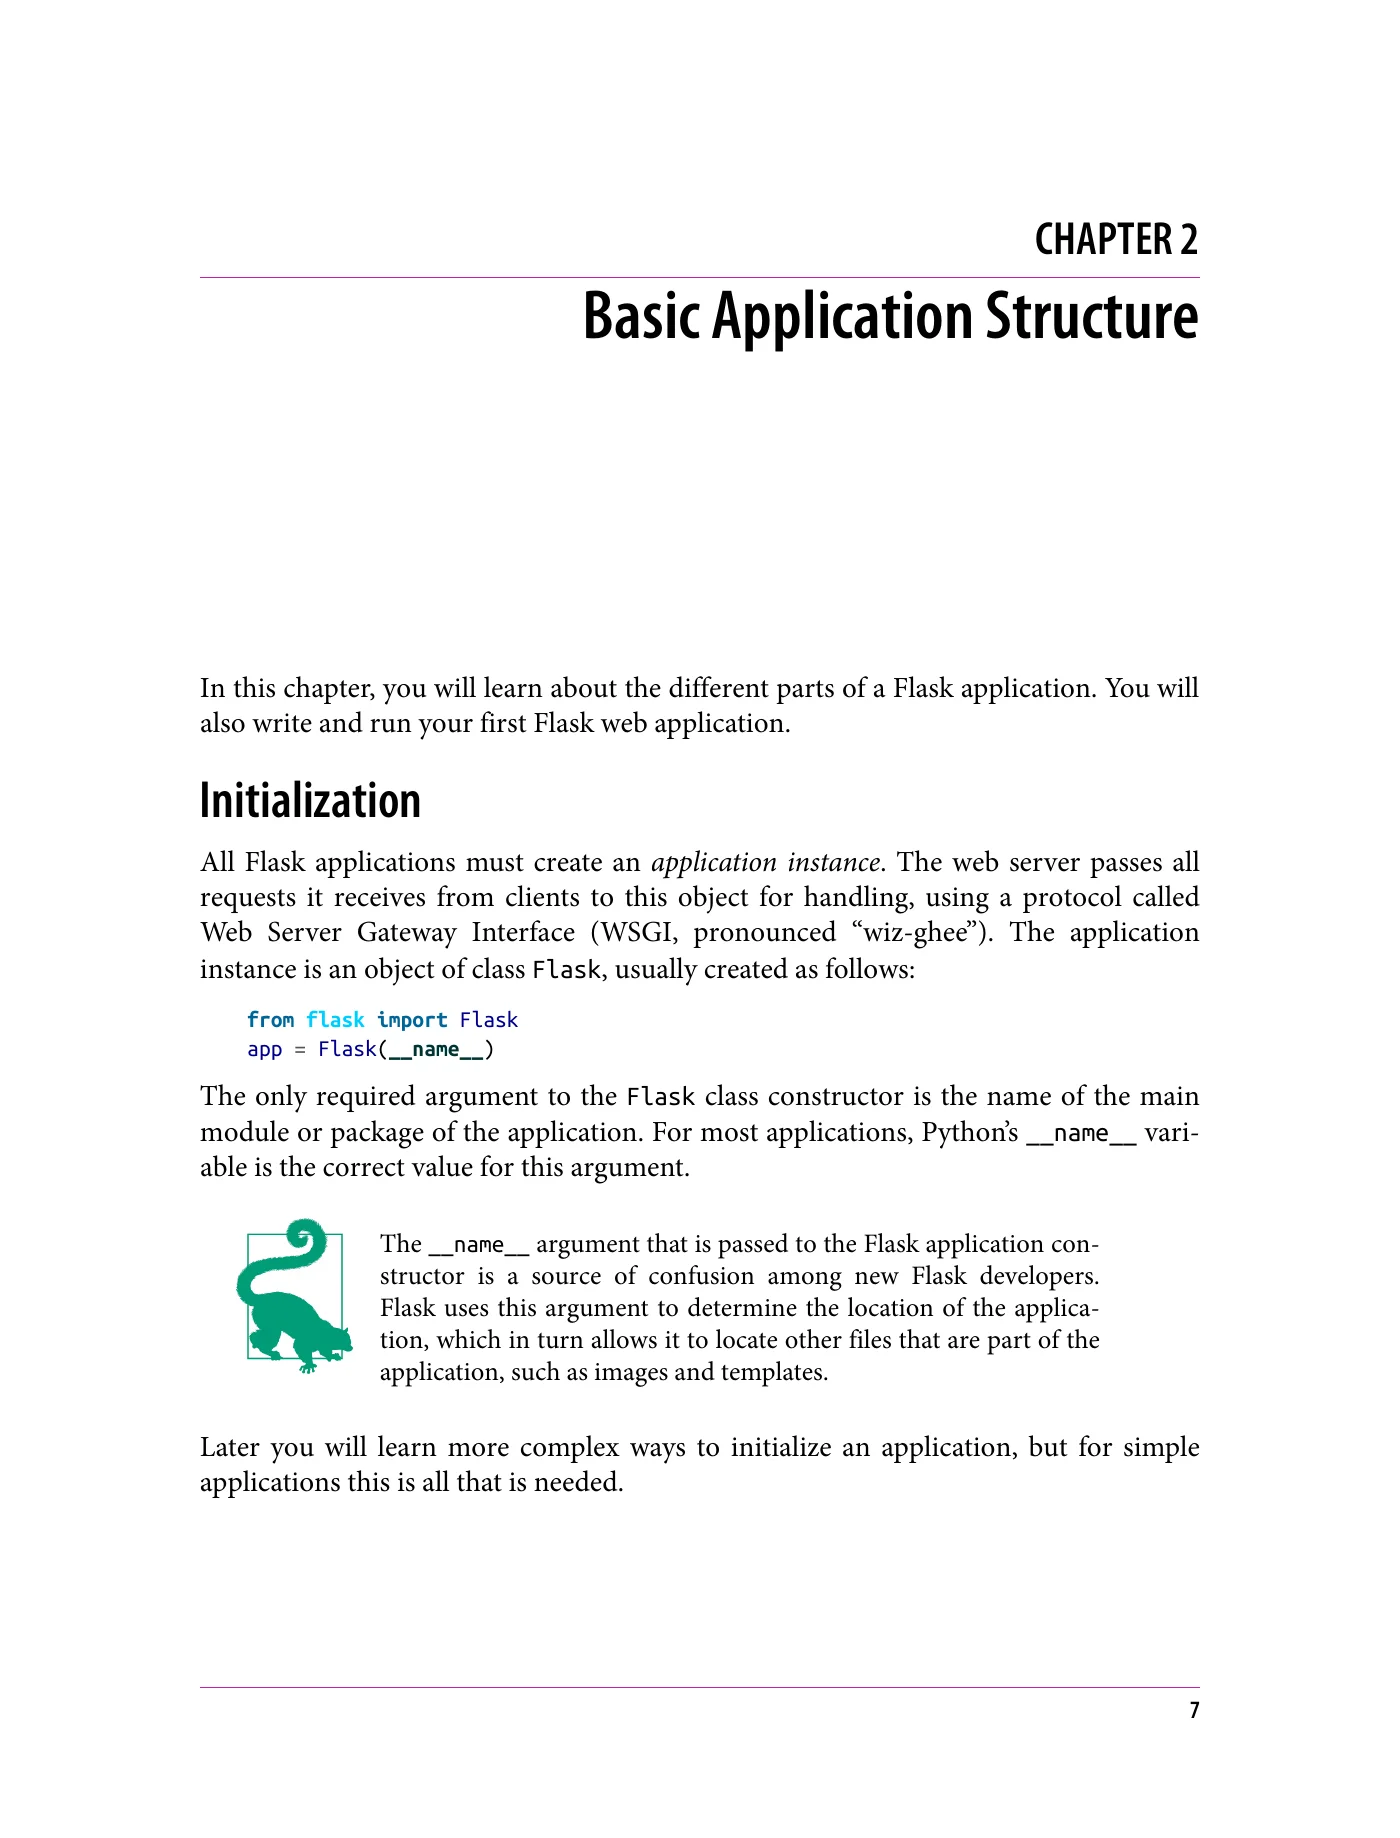 CHAPTER 2
Basic Application Structure
In this chapter, you will learn about the different parts of a Flask application. You will
also write and run your first Flask web application.
Initialization
All Flask applications must create an application instance. The web server passes all
requests it receives from clients to this object for handling, using a protocol called
Web Server Gateway Interface (WSGI, pronounced “wiz-ghee”). The application
instance is an object of class Flask, usually created as follows:
from flask import Flask
app = Flask(__name__)
The only required argument to the Flask class constructor is the name of the main
module or package of the application. For most applications, Python’s __name__ vari-
able is the correct value for this argument.
The __name__ argument that is passed to the Flask application con-
structor is a source of confusion among new Flask developers.
Flask uses this argument to determine the location of the applica-
tion, which in turn allows it to locate other files that are part of the
application, such as images and templates.
Later you will learn more complex ways to initialize an application, but for simple
applications this is all that is needed.
7